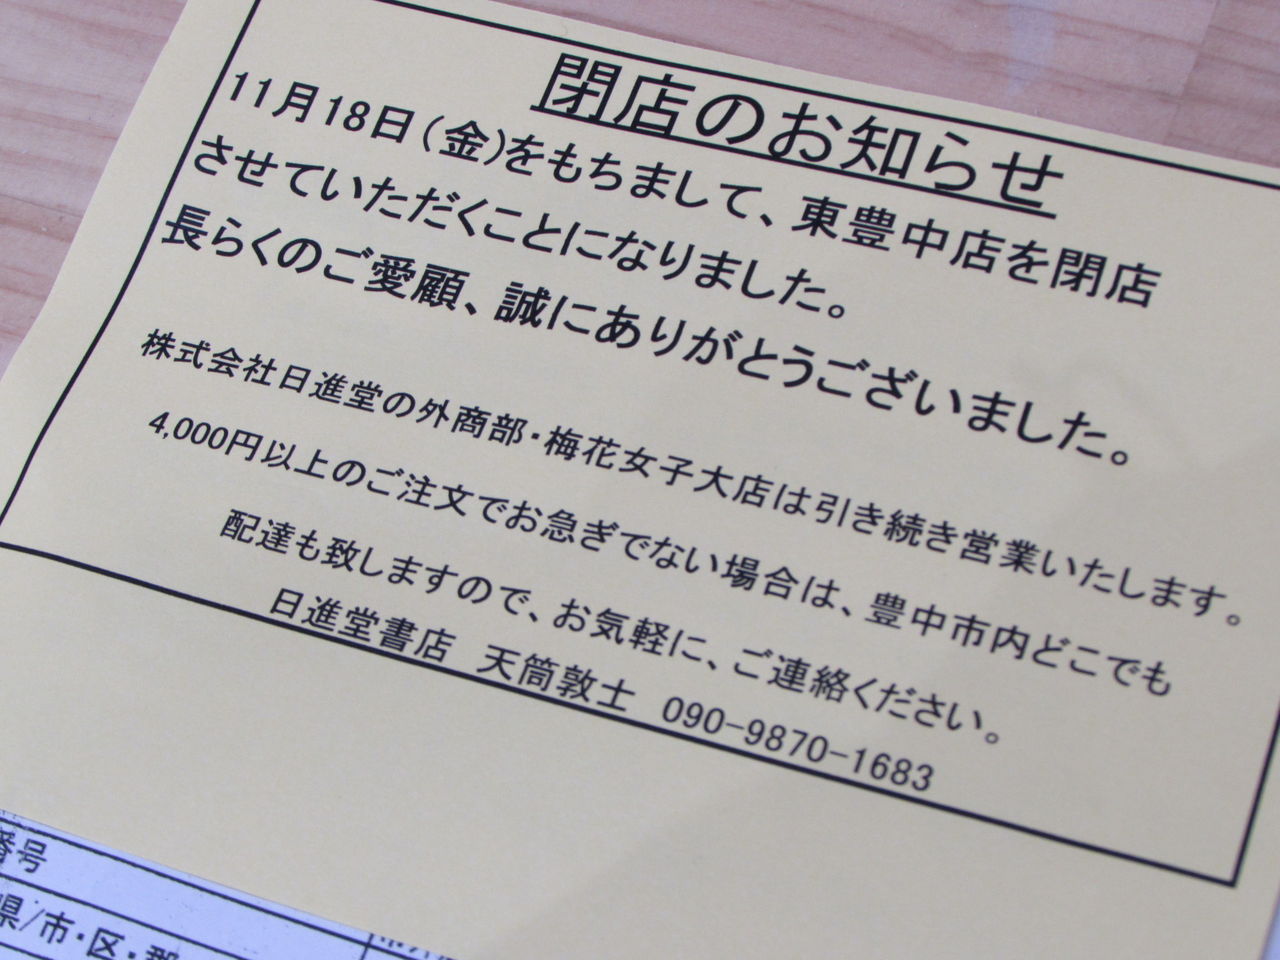 閉店のお知らせ
11月18日(金)をもちまして、東豊中店を閉店
させていただくことになりました。
長らくのご愛顧、誠にありがとうございました。
株式会社日進堂の外商部・梅花女子大店は引き続き営業いたします。
4,000円以上のご注文でお急ぎでない場合は、豊中市内どこでも
配達も致しますので、お気軽に、ご連絡ください。
日進堂書店 天筒敦士 090-9870-1683
番号
県/市・区・郡